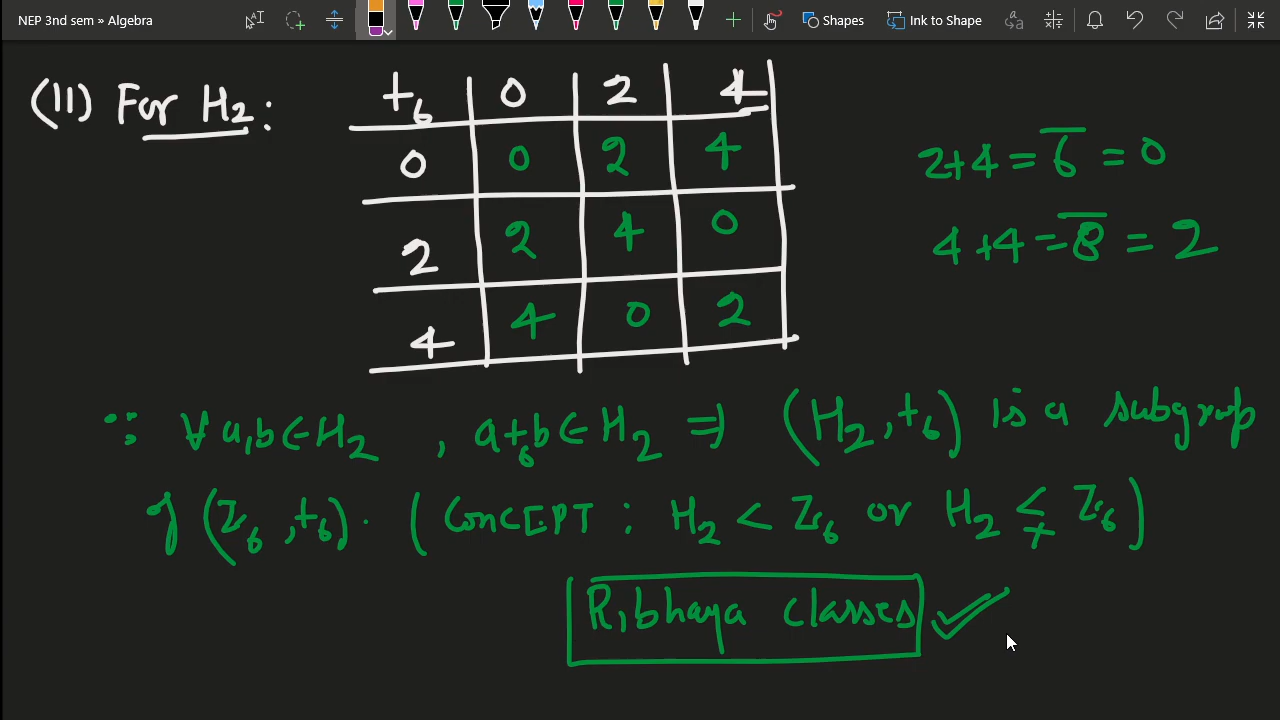 NEP 3nd sem » Algebra
Shapes
Ink to Shape
(II) For H₂ :
+₆ 0 2 4
0 0 2 4
2 2 4 0
4 4 0 2
2+4 = 6̅ = 0
4+4 = 8̅ = 2
∵ ∀ a,b ∈ H₂ , a +₆ b ∈ H₂ ⇒ (H₂ , +₆) is a subgroup
of (Z₆ , +₆). (CONCEPT : H₂ < Z₆ or H₂ ≤₊ Z₆)
Ribhaya classes ✓